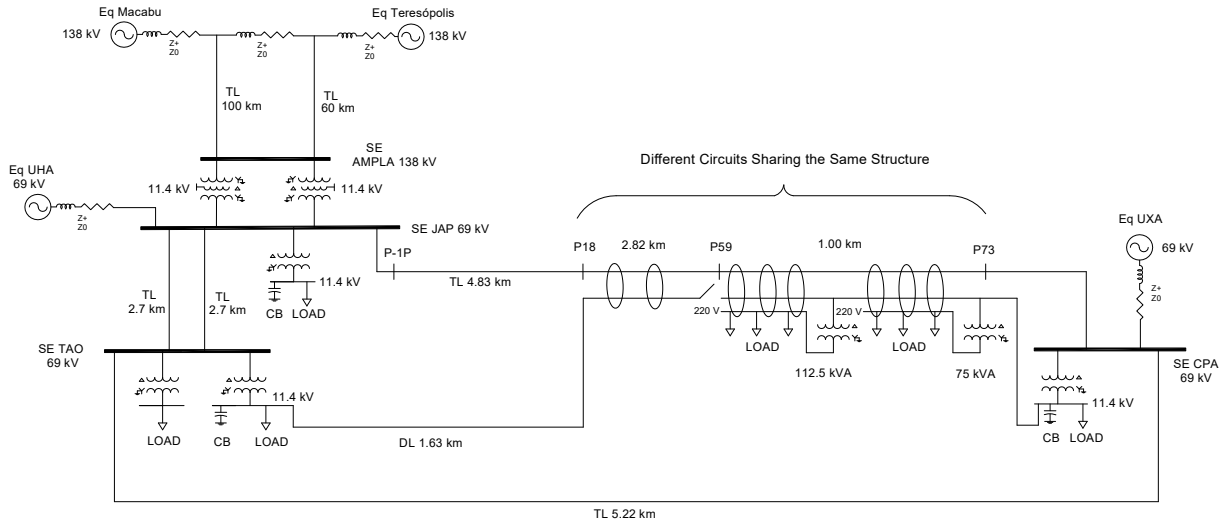 Eq Macabu
138 kV
Z+
Z0
Z+
Z0
Eq Teresópolis
138 kV
Z+
Z0
TL
100 km
TL
60 km
SE
AMPLA 138 kV
Eq UHA
69 kV
Z+
Z0
11.4 kV
11.4 kV
SE JAP 69 kV
Different Circuits Sharing the Same Structure
P-1P
TL 4.83 km
P18
2.82 km
P59
1.00 km
P73
Eq UXA
69 kV
Z+
Z0
11.4 kV
CB
LOAD
TL
2.7 km
TL
2.7 km
220 V
LOAD
220 V
LOAD
112.5 kVA
75 kVA
SE TAO
69 kV
SE CPA
69 kV
11.4 kV
LOAD
CB
LOAD
DL 1.63 km
11.4 kV
CB
LOAD
TL 5.22 km